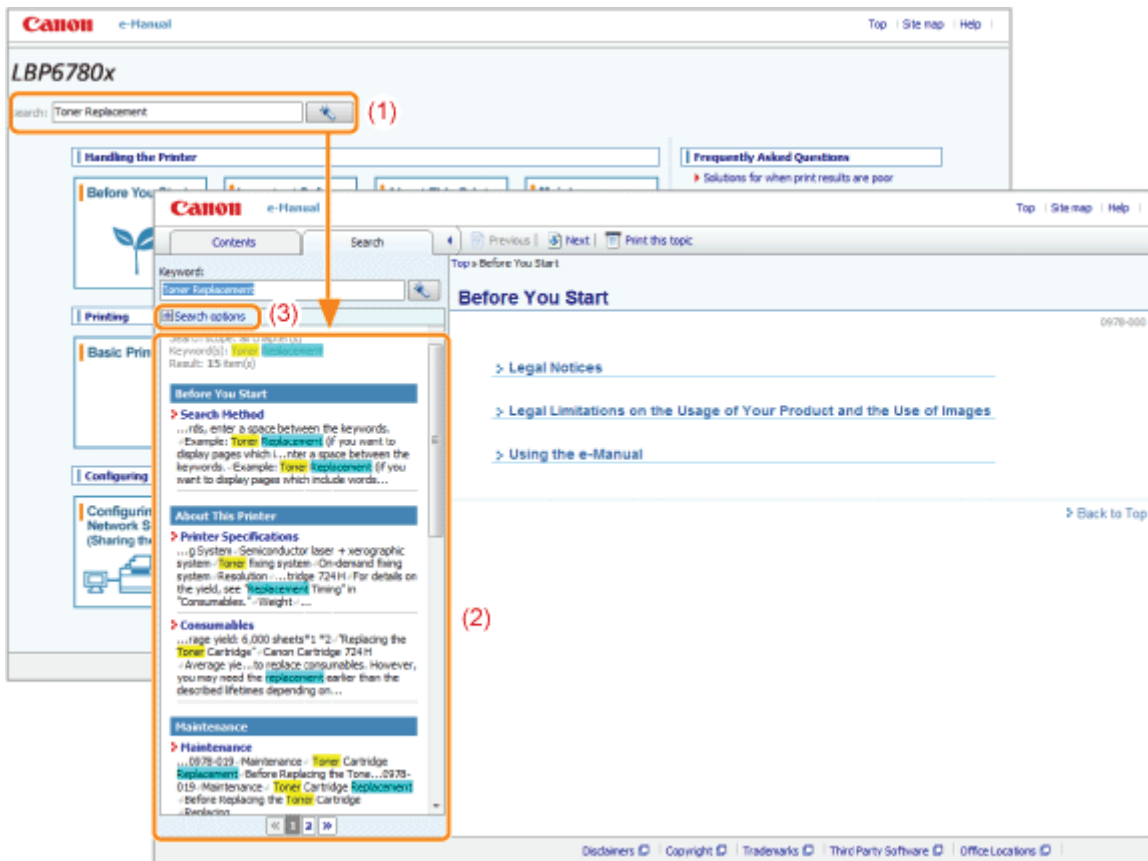 Canon e-Manual Top Site map Help
LBP6780x
Search: Toner Replacement (1)
Handling the Printer
Frequently Asked Questions
Solutions for when print results are poor
Before You
Printing
Basic Prin
Configuring
Configuring
Network S
(Sharing the
Canon e-Manual Top Site map Help
Contents Search Previous Next Print this topic
Top » Before You Start
Keyword:
Toner Replacement
Search options (3)
Before You Start
0978-000
Legal Notices
Legal Limitations on the Usage of Your Product and the Use of Images
Using the e-Manual
Back to Top
Search scope: all chapter(s)
Keyword(s): Toner Replacement
Result: 15 item(s)
Before You Start
Search Method
...rds, enter a space between the keywords.
-Example: Toner Replacement (if you want to
display pages which i...nter a space between the
keywords. -Example: Toner Replacement (if you
want to display pages which include words...
About This Printer
Printer Specifications
...g System -Semiconductor laser + xerographic
system -Toner fixing system -On-demand fixing
system -Resolution -...tridge 724 H -For details on
the yield, see "Replacement Timing" in
"Consumables." -Weight -...
Consumables
...rage yield: 6,000 sheets*1 *2 -"Replacing the
Toner Cartridge" -Canon Cartridge 724 H
-Average yie...to replace consumables. However,
you may need the replacement earlier than the
described lifetimes depending on...
(2)
Maintenance
Maintenance
...0978-019 -Maintenance - Toner Cartridge
Replacement -Before Replacing the Tone...0978-
019 -Maintenance - Toner Cartridge Replacement
-Before Replacing the Toner Cartridge
-Replacing
« 1 2 »
Disclaimers Copyright Trademarks Third Party Software Office Locations